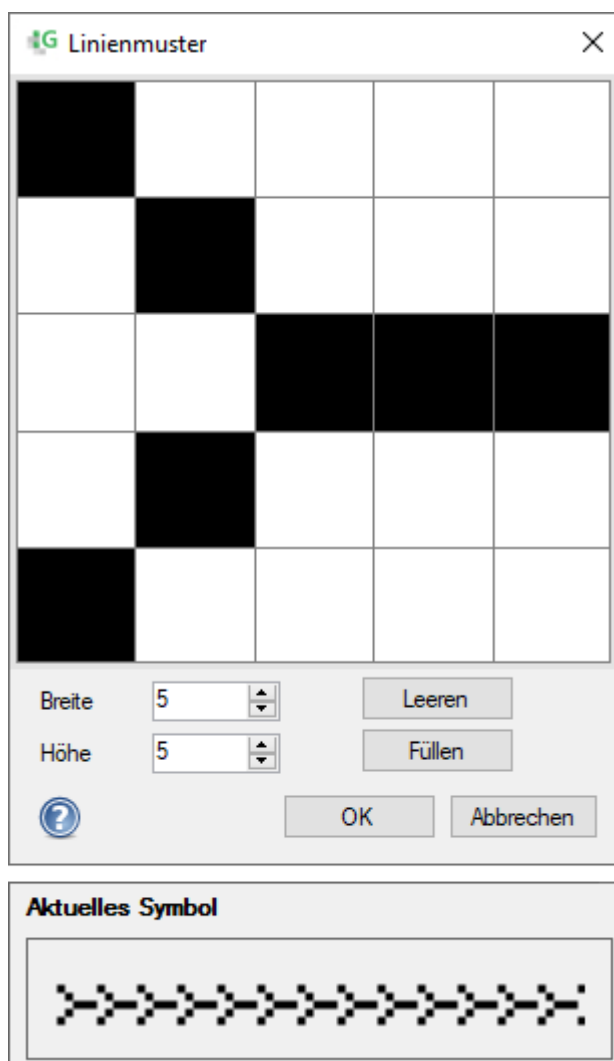 Linienmuster
Breite 5 Leeren
Höhe 5 Füllen
OK Abbrechen
Aktuelles Symbol